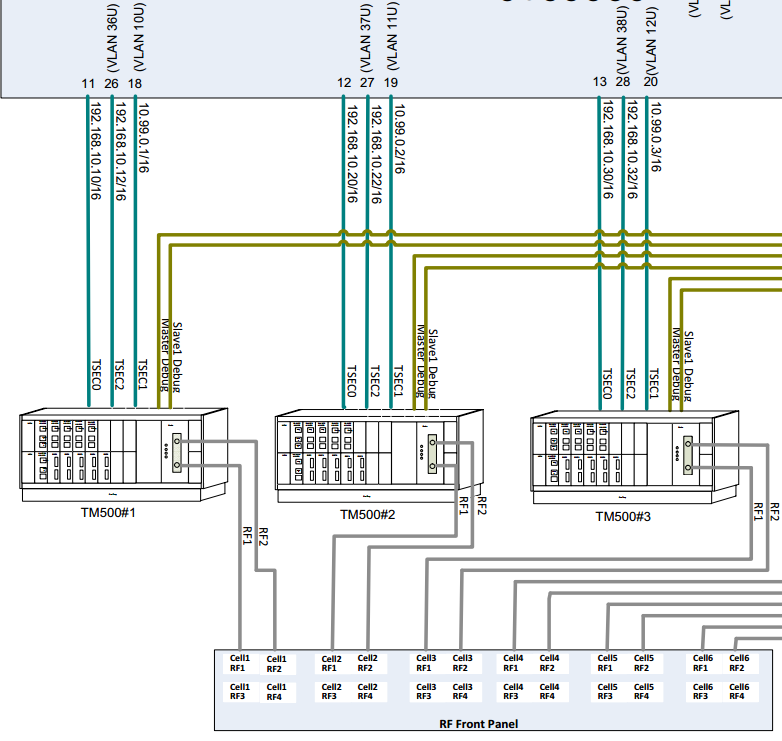 (VLAN 36U)
(VLAN 10U)
(VLAN 37U)
(VLAN 11U)
(VLAN 38U)
(VLAN 12U)
(VL
(VL
11 26 18
12 27 19
13 28 20
192.168.10.10/16
192.168.10.12/16
10.99.0.1/16
192.168.10.20/16
192.168.10.22/16
10.99.0.2/16
192.168.10.30/16
192.168.10.32/16
10.99.0.3/16
TSEC0
TSEC2
TSEC1
Master Debug
Slave1 Debug
TSEC0
TSEC2
TSEC1
Master Debug
Slave1 Debug
TSEC0
TSEC2
TSEC1
Master Debug
Slave1 Debug
TM500#1
TM500#2
TM500#3
RF1
RF2
RF1
RF2
RF1
RF2
Cell1 RF1
Cell1 RF2
Cell2 RF1
Cell2 RF2
Cell3 RF1
Cell3 RF2
Cell4 RF1
Cell4 RF2
Cell5 RF1
Cell5 RF2
Cell6 RF1
Cell6 RF2
Cell1 RF3
Cell1 RF4
Cell2 RF3
Cell2 RF4
Cell3 RF3
Cell3 RF4
Cell4 RF3
Cell4 RF4
Cell5 RF3
Cell5 RF4
Cell6 RF3
Cell6 RF4
RF Front Panel